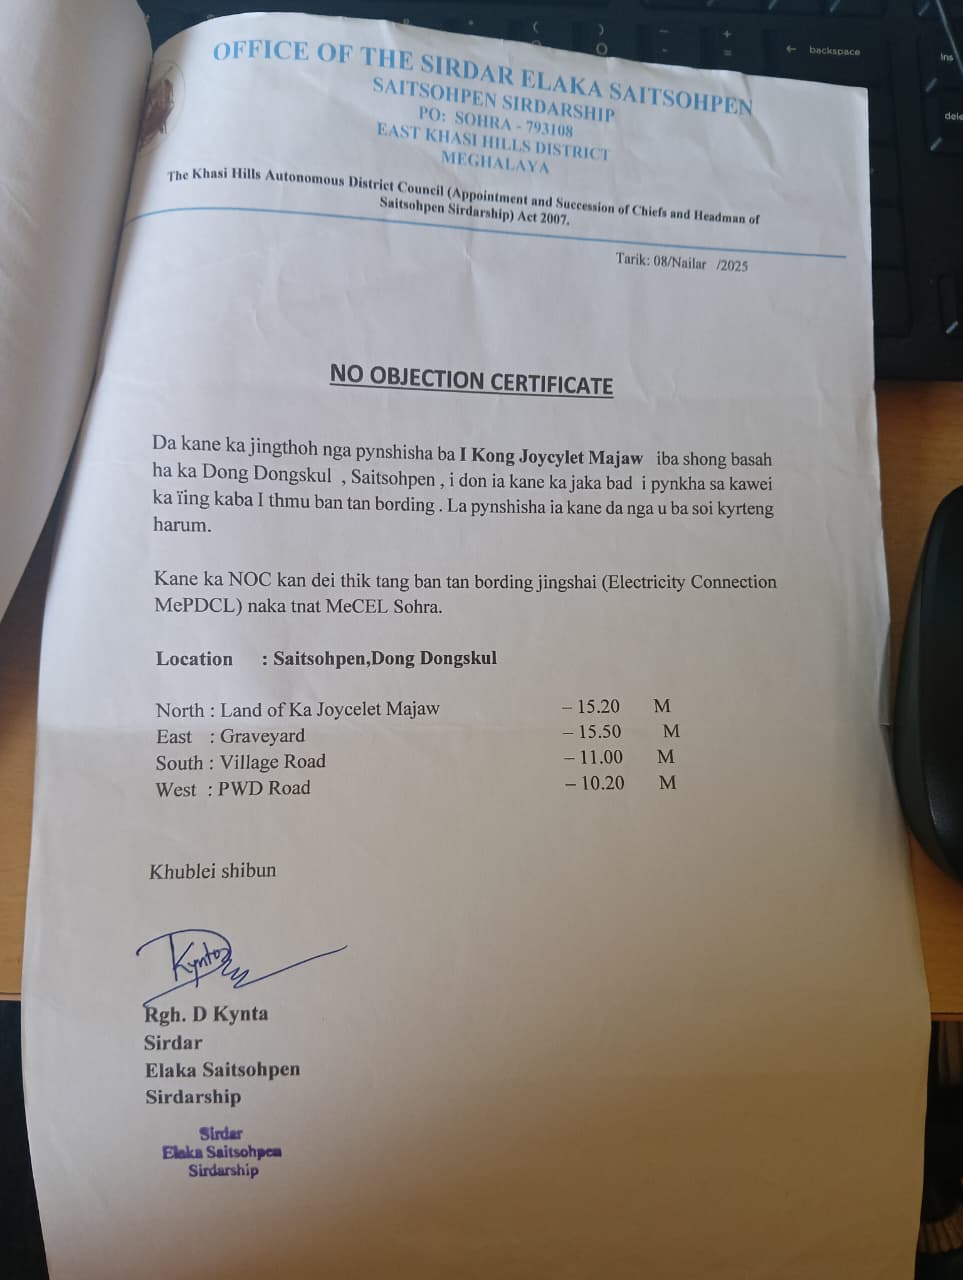 OFFICE OF THE SIRDAR ELAKA SAITSOHPEN
SAITSOHPEN SIRDARSHIP
PO: SOHRA - 793108
EAST KHASI HILLS DISTRICT
MEGHALAYA
The Khasi Hills Autonomous District Council (Appointment and Succession of Chiefs and Headman of
Saitsohpen Sirdarship) Act 2007.
Tarik: 08/Nailar /2025
NO OBJECTION CERTIFICATE
Da kane ka jingthoh nga pynshisha ba I Kong Joycylet Majaw iba shong basah
ha ka Dong Dongskul , Saitsohpen , i don ia kane ka jaka bad i pynkha sa kawei
ka ïing kaba I thmu ban tan bording . La pynshisha ia kane da nga u ba soi kyrteng
harum.
Kane ka NOC kan dei thik tang ban tan bording jingshai (Electricity Connection
MePDCL) naka tnat MeCEL Sohra.
Location : Saitsohpen,Dong Dongskul
North : Land of Ka Joycelet Majaw – 15.20 M
East : Graveyard – 15.50 M
South : Village Road – 11.00 M
West : PWD Road – 10.20 M
Khublei shibun
Kynta
Rgh. D Kynta
Sirdar
Elaka Saitsohpen
Sirdarship
Sirdar
Elaka Saitsohpen
Sirdarship
← backspace
Ins
dele